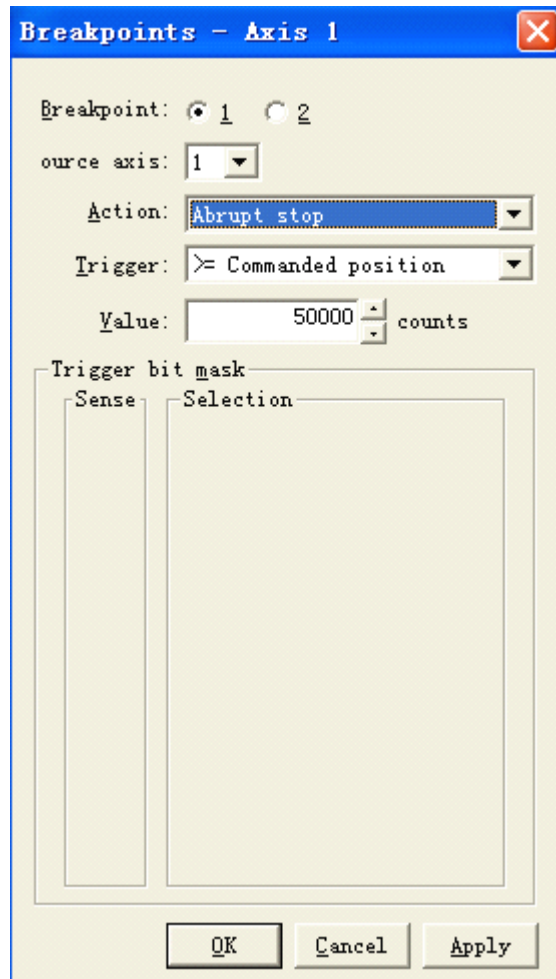 Breakpoints - Axis 1
Breakpoint: 1 2
ource axis: 1
Action: Abrupt stop
Trigger: >= Commanded position
Value: 50000 counts
Trigger bit mask
Sense Selection
OK Cancel Apply